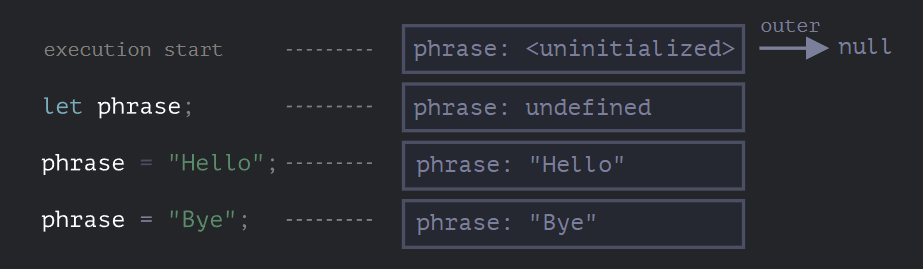 outer
execution start --------- phrase: <uninitialized> null
let phrase; --------- phrase: undefined
phrase = "Hello"; --------- phrase: "Hello"
phrase = "Bye"; --------- phrase: "Bye"